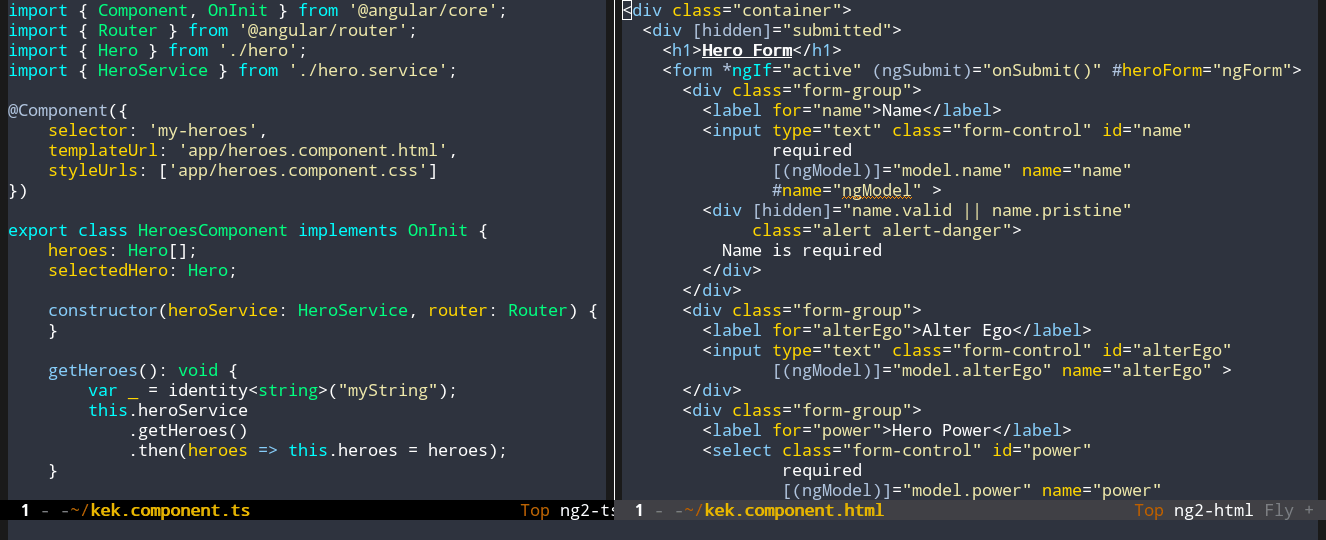 import { Component, OnInit } from '@angular/core';
import { Router } from '@angular/router';
import { Hero } from './hero';
import { HeroService } from './hero.service';
@Component({
    selector: 'my-heroes',
    templateUrl: 'app/heroes.component.html',
    styleUrls: ['app/heroes.component.css']
})
export class HeroesComponent implements OnInit {
    heroes: Hero[];
    selectedHero: Hero;
    constructor(heroService: HeroService, router: Router) {
    }
    getHeroes(): void {
        var _ = identity<string>("myString");
        this.heroService
            .getHeroes()
            .then(heroes => this.heroes = heroes);
    }
1 - -~/kek.component.ts Top ng2-ts
<div class="container">
  <div [hidden]="submitted">
    <h1>Hero Form</h1>
    <form *ngIf="active" (ngSubmit)="onSubmit()" #heroForm="ngForm">
      <div class="form-group">
        <label for="name">Name</label>
        <input type="text" class="form-control" id="name"
               required
               [(ngModel)]="model.name" name="name"
               #name="ngModel" >
        <div [hidden]="name.valid || name.pristine"
             class="alert alert-danger">
          Name is required
        </div>
      </div>
      <div class="form-group">
        <label for="alterEgo">Alter Ego</label>
        <input type="text" class="form-control" id="alterEgo"
               [(ngModel)]="model.alterEgo" name="alterEgo" >
      </div>
      <div class="form-group">
        <label for="power">Hero Power</label>
        <select class="form-control" id="power"
                required
                [(ngModel)]="model.power" name="power"
1 - -~/kek.component.html Top ng2-html Fly +